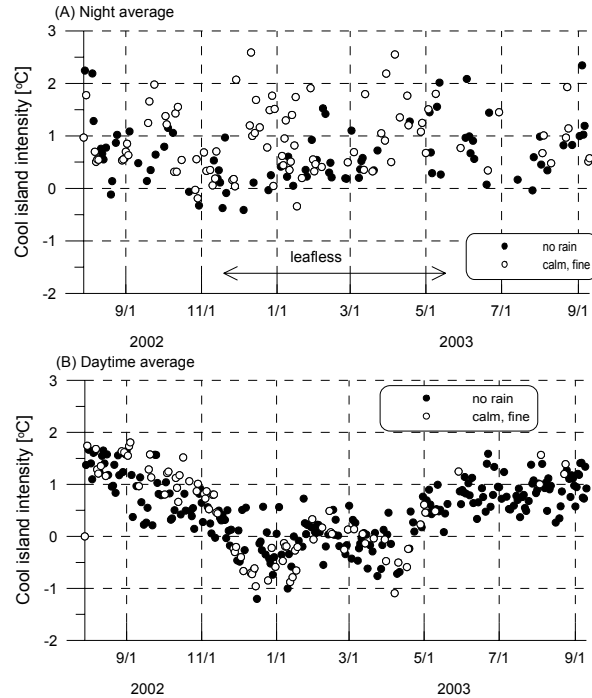 (A) Night average
3
2
1
0
-1
-2
Cool island intensity [°C]
leafless
no rain
calm, fine
9/1 11/1 1/1 3/1 5/1 7/1 9/1
2002 2003
(B) Daytime average
3
2
1
0
-1
-2
Cool island intensity [°C]
no rain
calm, fine
9/1 11/1 1/1 3/1 5/1 7/1 9/1
2002 2003